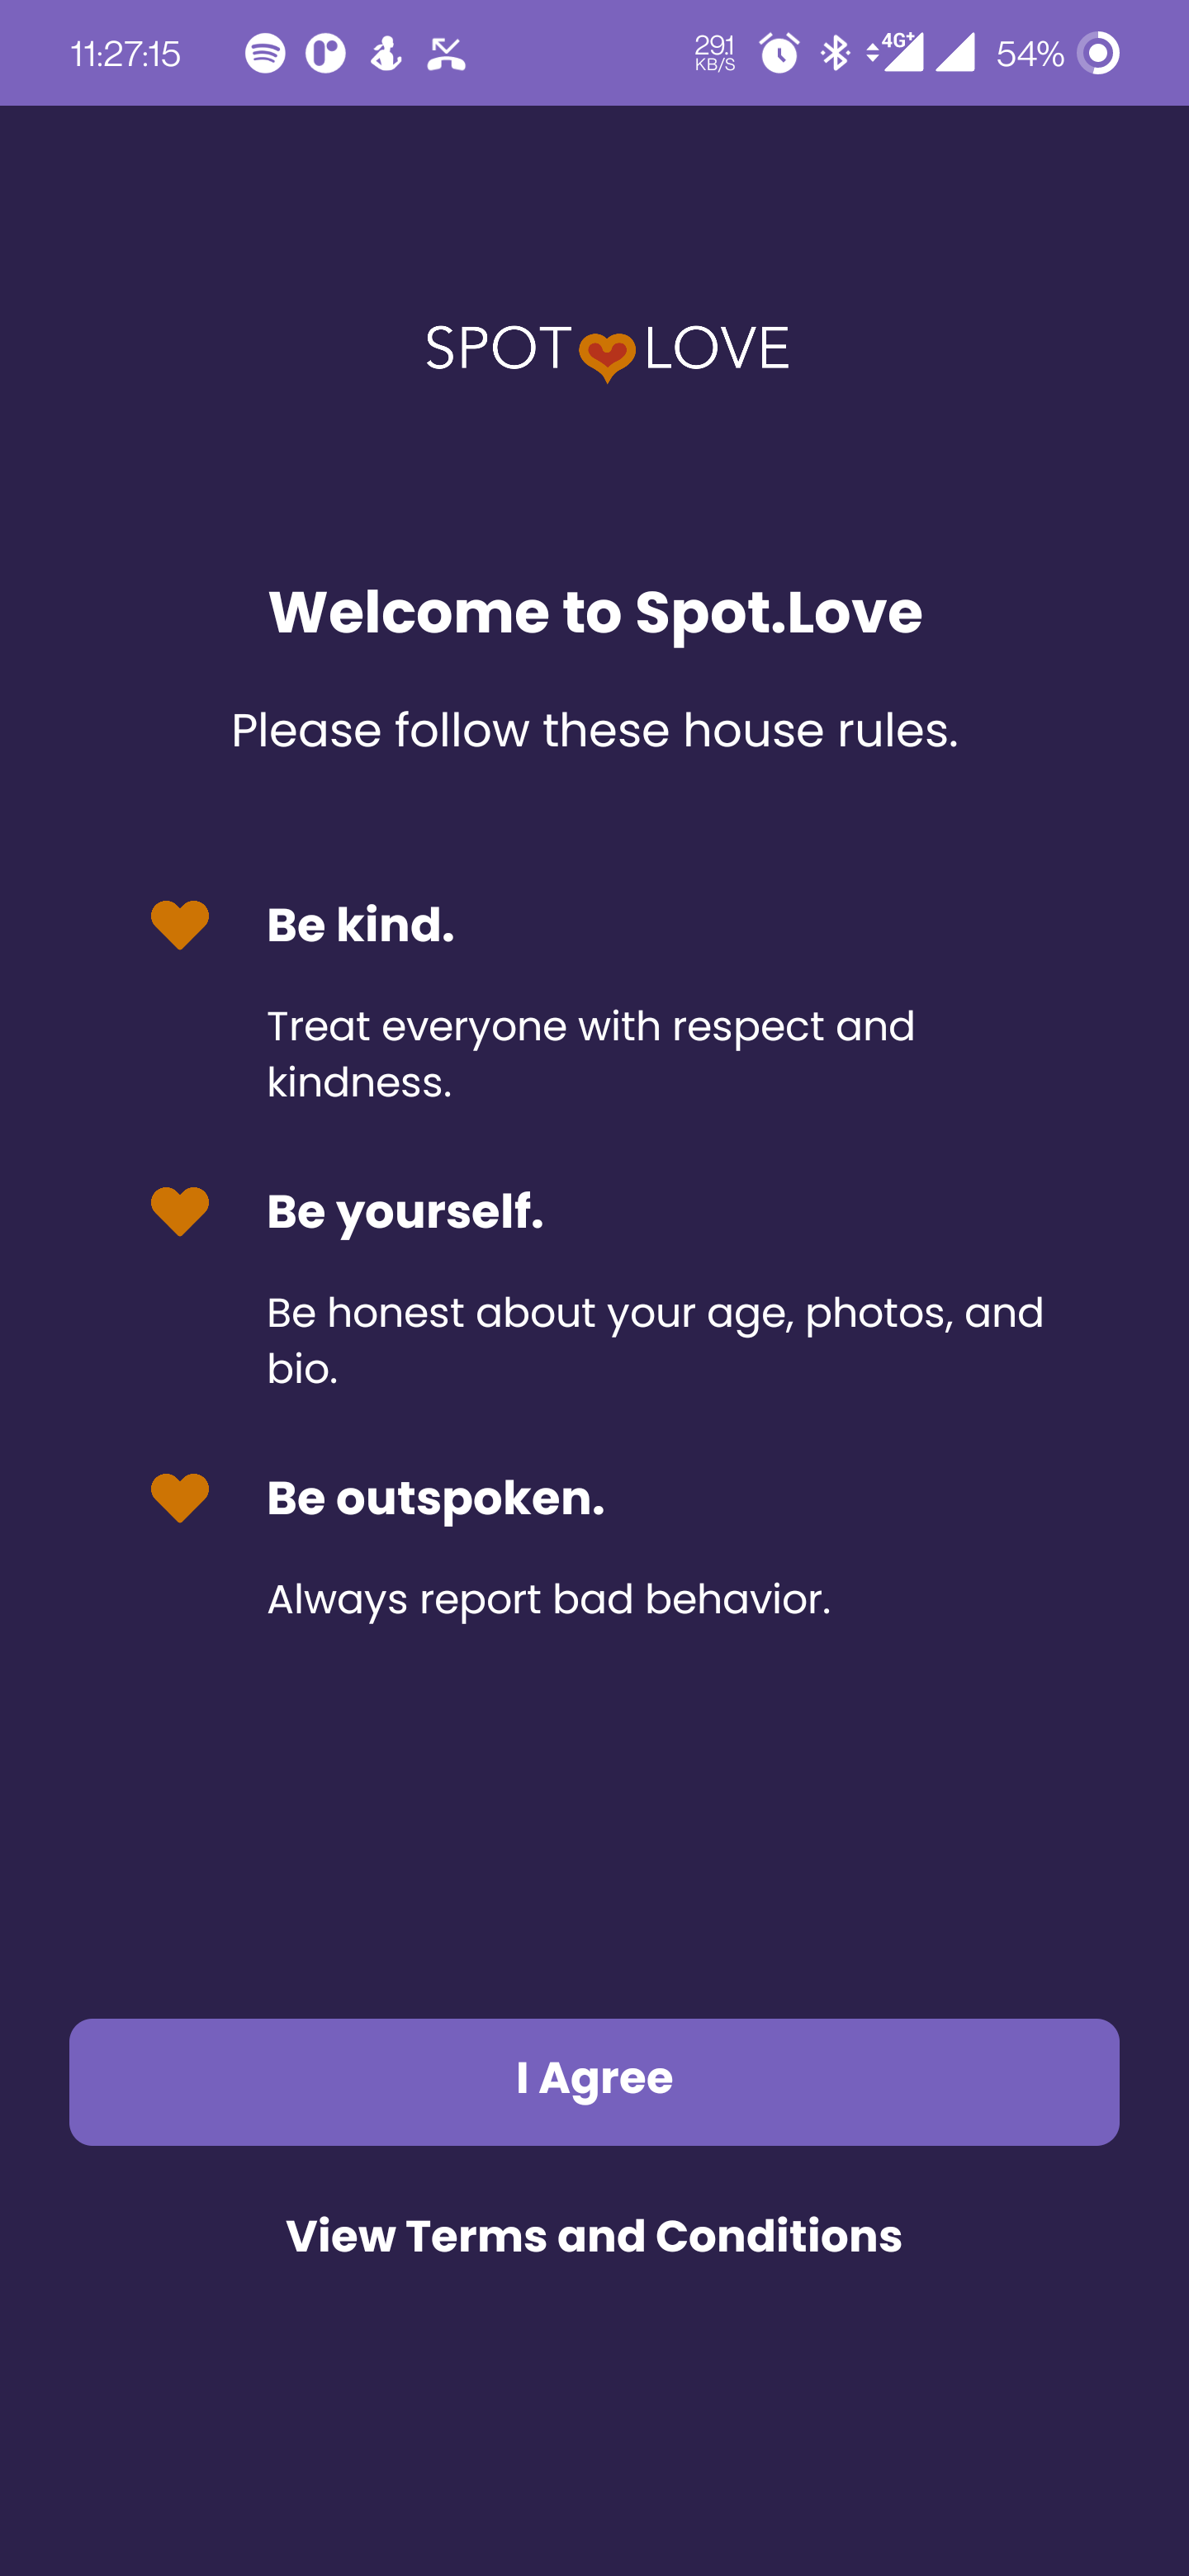 11:27:15 29.1 KB/S 4G+ 54%
SPOT LOVE
Welcome to Spot.Love
Please follow these house rules.
Be kind.
Treat everyone with respect and
kindness.
Be yourself.
Be honest about your age, photos, and
bio.
Be outspoken.
Always report bad behavior.
I Agree
View Terms and Conditions